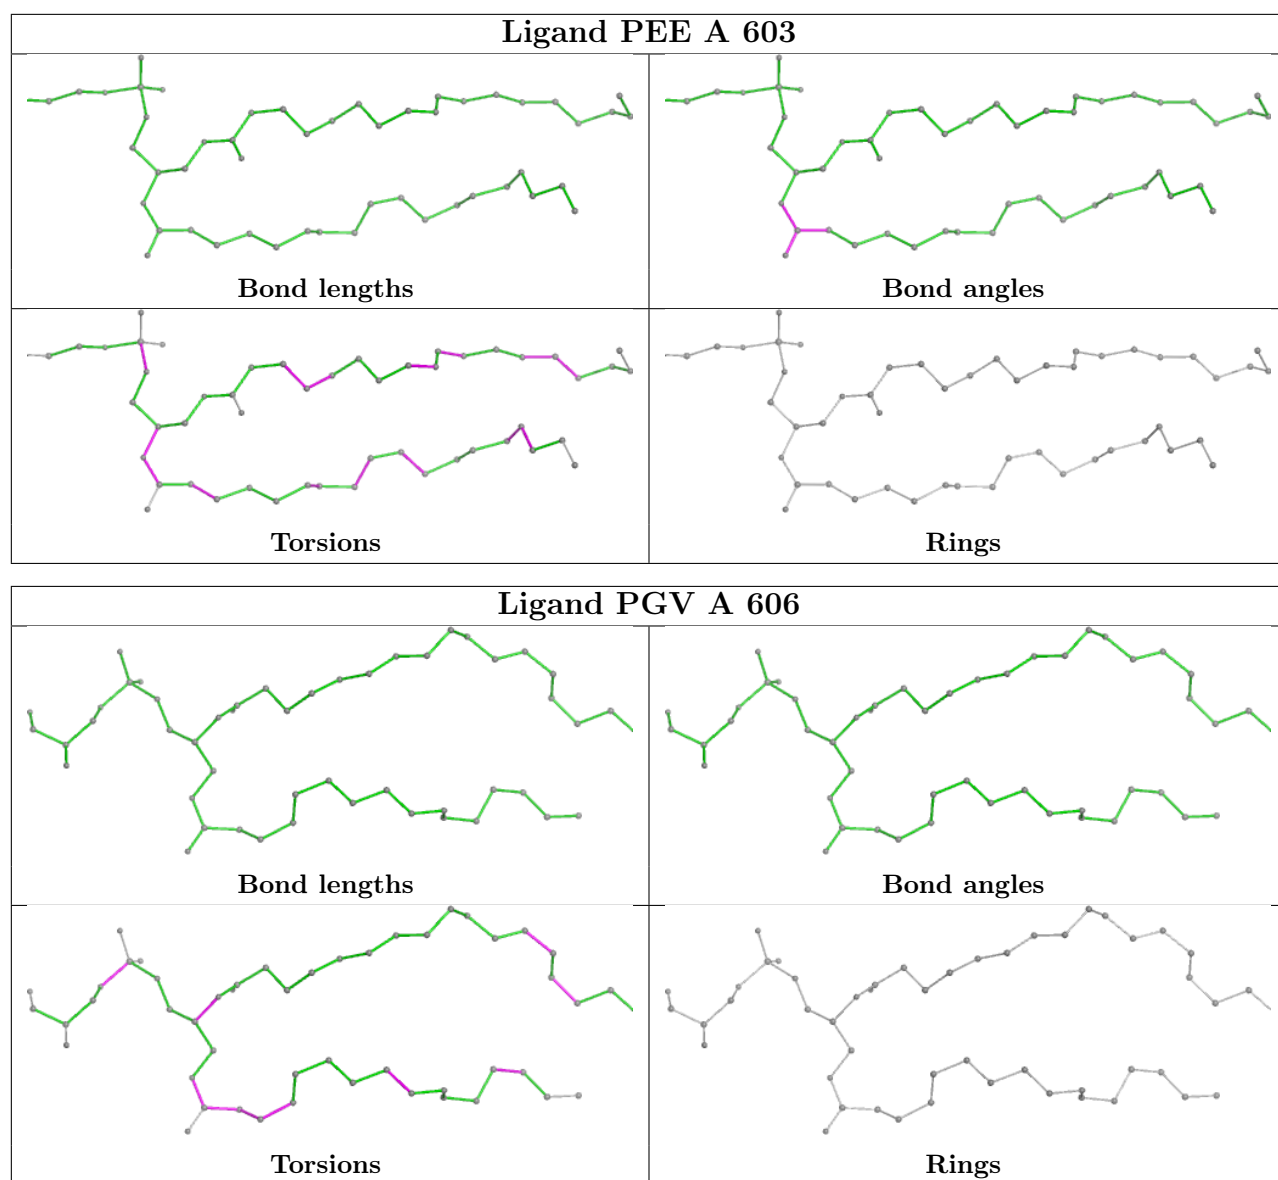 Ligand PEE A 603
Bond lengths
Bond angles
Torsions
Rings
Ligand PGV A 606
Bond lengths
Bond angles
Torsions
Rings